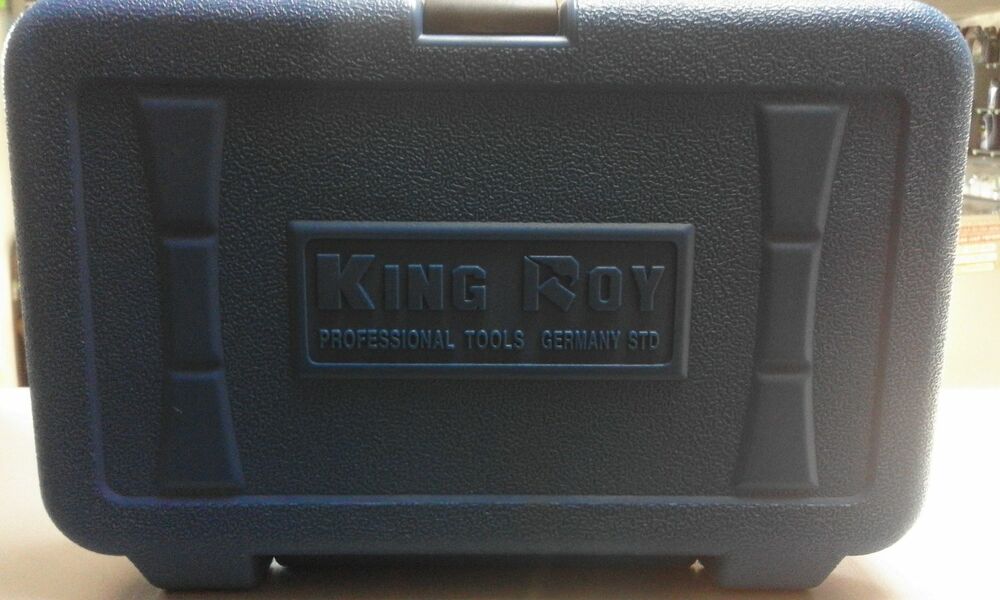 KING ROY
PROFESSIONAL TOOLS GERMANY STD